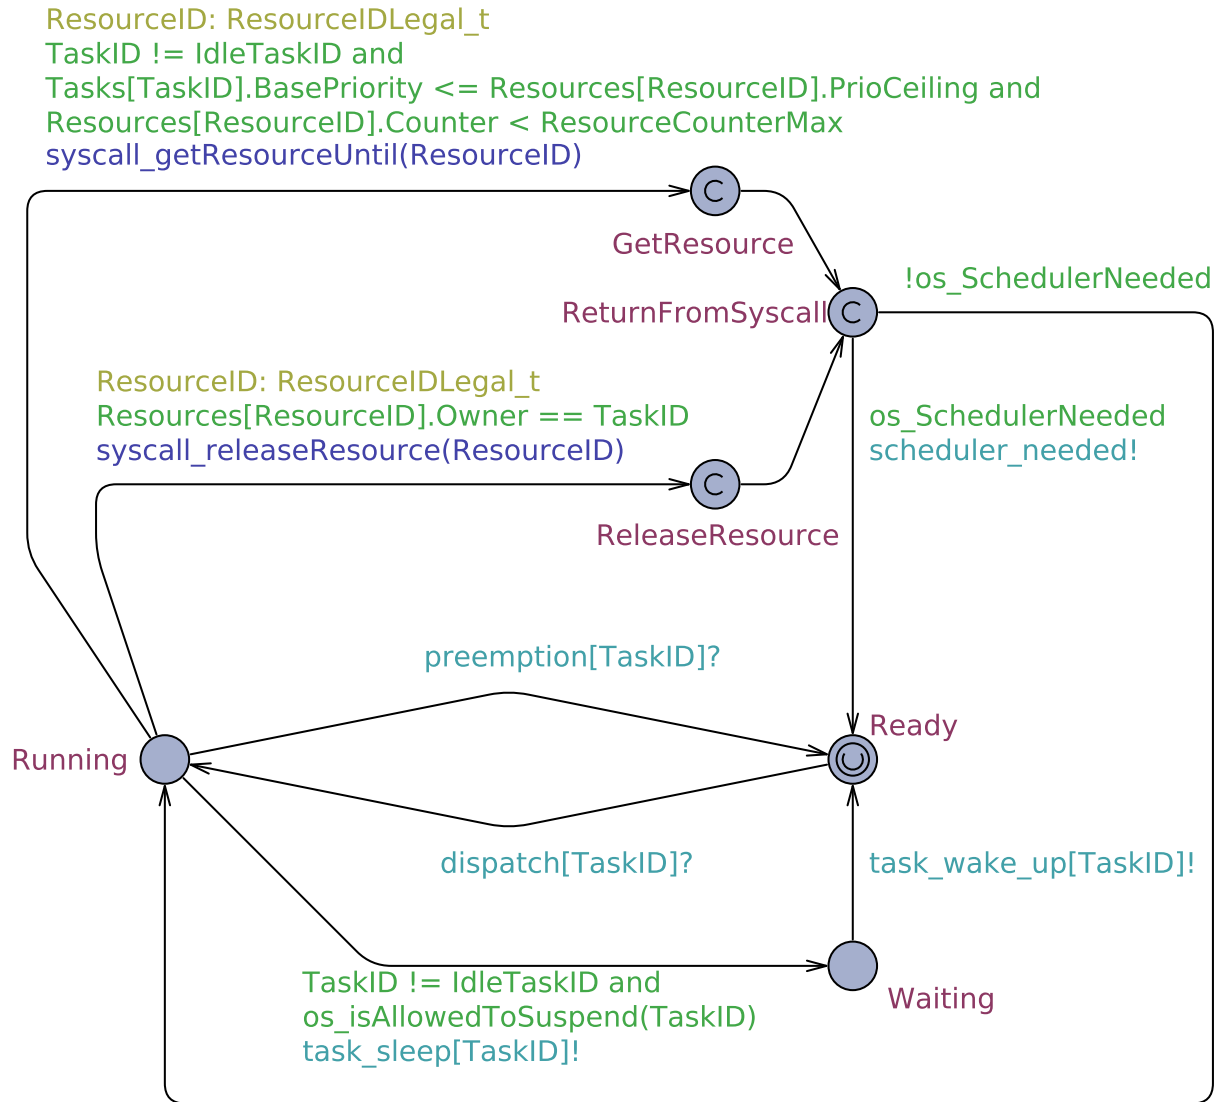 ResourceID: ResourceIDLegal_t
TaskID != IdleTaskID and
Tasks[TaskID].BasePriority <= Resources[ResourceID].PrioCeiling and
Resources[ResourceID].Counter < ResourceCounterMax
syscall_getResourceUntil(ResourceID)
C
GetResource
!os_SchedulerNeeded
ReturnFromSyscall
C
ResourceID: ResourceIDLegal_t
Resources[ResourceID].Owner == TaskID
syscall_releaseResource(ResourceID)
os_SchedulerNeeded
scheduler_needed!
C
ReleaseResource
preemption[TaskID]?
Ready
Running
dispatch[TaskID]?
task_wake_up[TaskID]!
TaskID != IdleTaskID and
os_isAllowedToSuspend(TaskID)
task_sleep[TaskID]!
Waiting